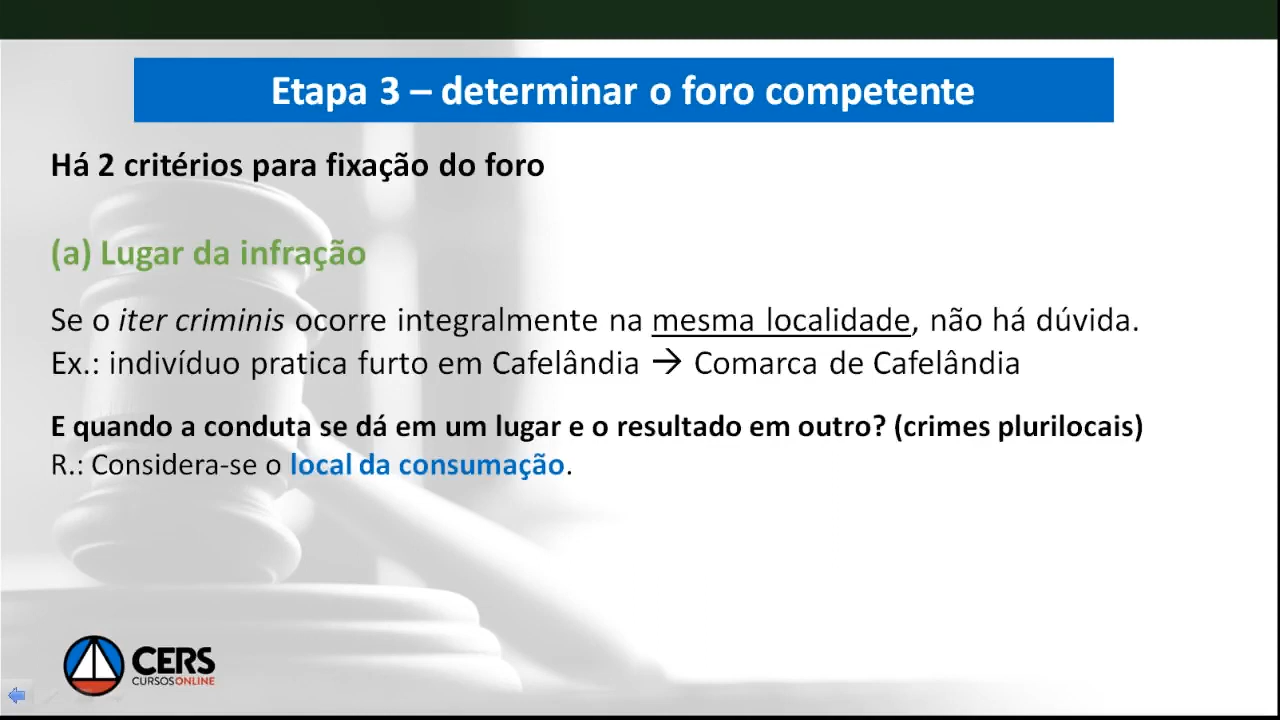 Etapa 3 – determinar o foro competente
Há 2 critérios para fixação do foro
(a) Lugar da infração
Se o iter criminis ocorre integralmente na mesma localidade, não há dúvida.
Ex.: indivíduo pratica furto em Cafelândia → Comarca de Cafelândia
E quando a conduta se dá em um lugar e o resultado em outro? (crimes plurilocais)
R.: Considera-se o local da consumação.
CERS
CURSOSONLINE